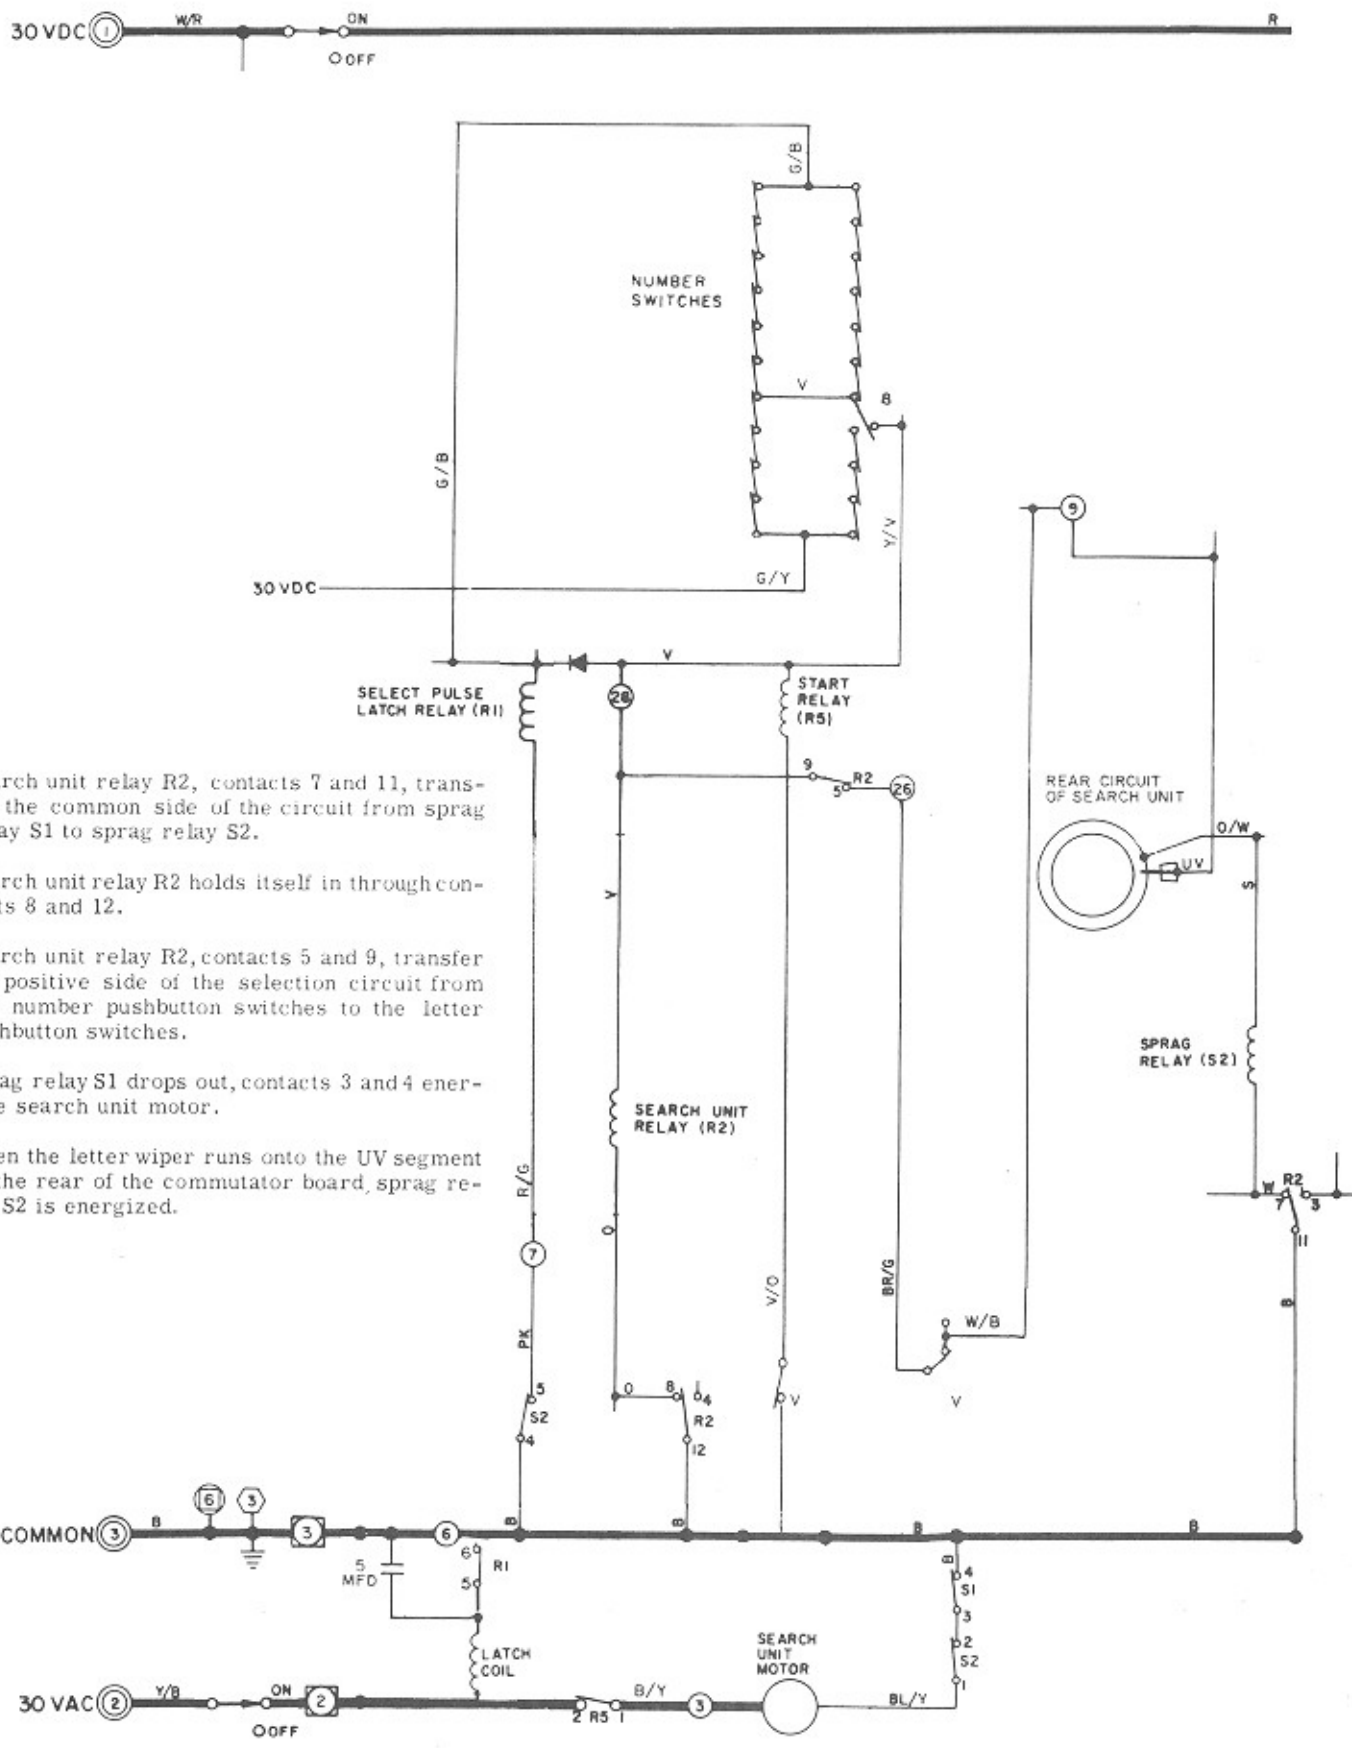 30 VDC 1 W/R ON R
O OFF
G/B
NUMBER
SWITCHES
V 8
G/B
Y/V
9
30 VDC
G/Y
V
SELECT PULSE
LATCH RELAY (R1)
28
START
RELAY
(R5)
9 R2
5 26
REAR CIRCUIT
OF SEARCH UNIT
O/W
UV
S
arch unit relay R2, contacts 7 and 11, trans-
the common side of the circuit from sprag
ay S1 to sprag relay S2.
arch unit relay R2 holds itself in through con-
ts 8 and 12.
arch unit relay R2, contacts 5 and 9, transfer
positive side of the selection circuit from
number pushbutton switches to the letter
hbutton switches.
ag relay S1 drops out, contacts 3 and 4 ener-
e search unit motor.
en the letter wiper runs onto the UV segment
the rear of the commutator board, sprag re-
S2 is energized.
V
SPRAG
RELAY (S2)
SEARCH UNIT
RELAY (R2)
R/G
O
7
W R2
7 3
11
B
V/O
BR/G
PK
W/B
5
S2
4
O 8 4
R2
12
V
V
COMMON 3 B 6 3 3 6 B B B B
5
MFD
6 R1
5
B 4
S1
3
2
S2
1
LATCH
COIL
SEARCH
UNIT
MOTOR
30 VAC 2 Y/B ON 2 2 R5 1 B/Y 3 BL/Y
O OFF